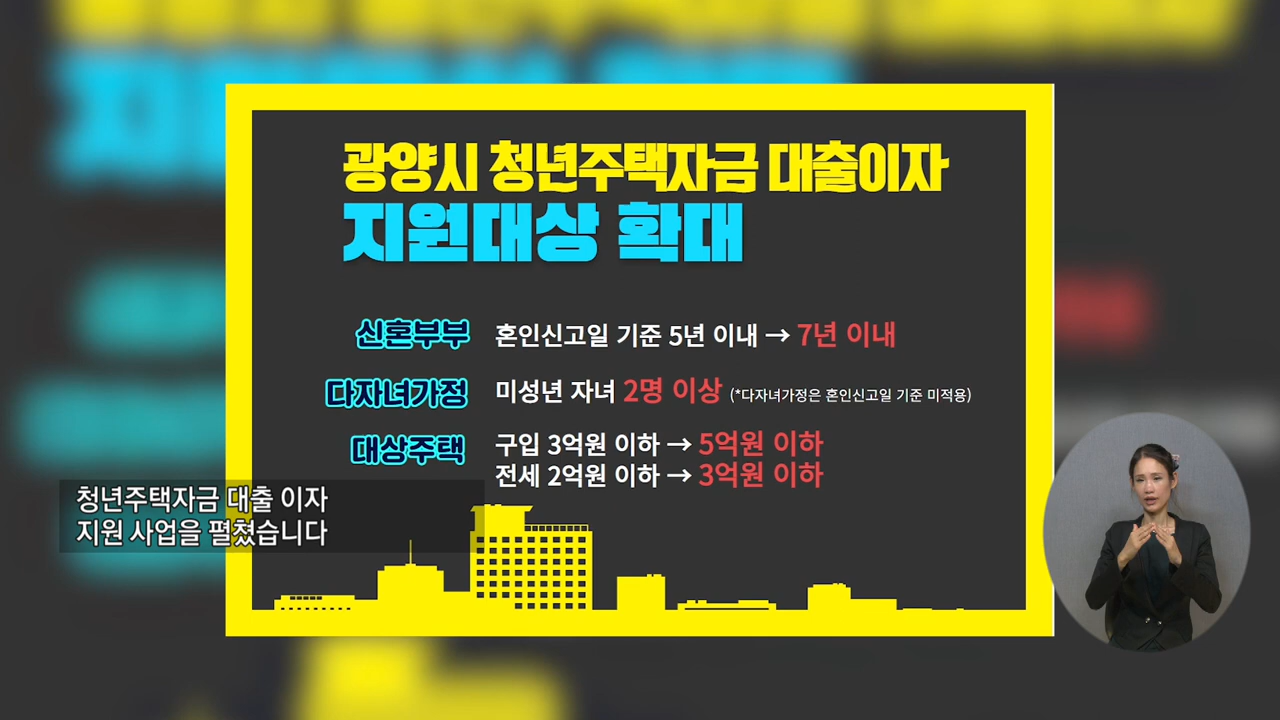 광양시 청년주택자금 대출이자
지원대상 확대
신혼부부 혼인신고일 기준 5년 이내 → 7년 이내
다자녀가정 미성년 자녀 2명 이상 (*다자녀가정은 혼인신고일 기준 미적용)
대상주택 구입 3억원 이하 → 5억원 이하
전세 2억원 이하 → 3억원 이하
청년주택자금 대출 이자
지원 사업을 펼쳤습니다